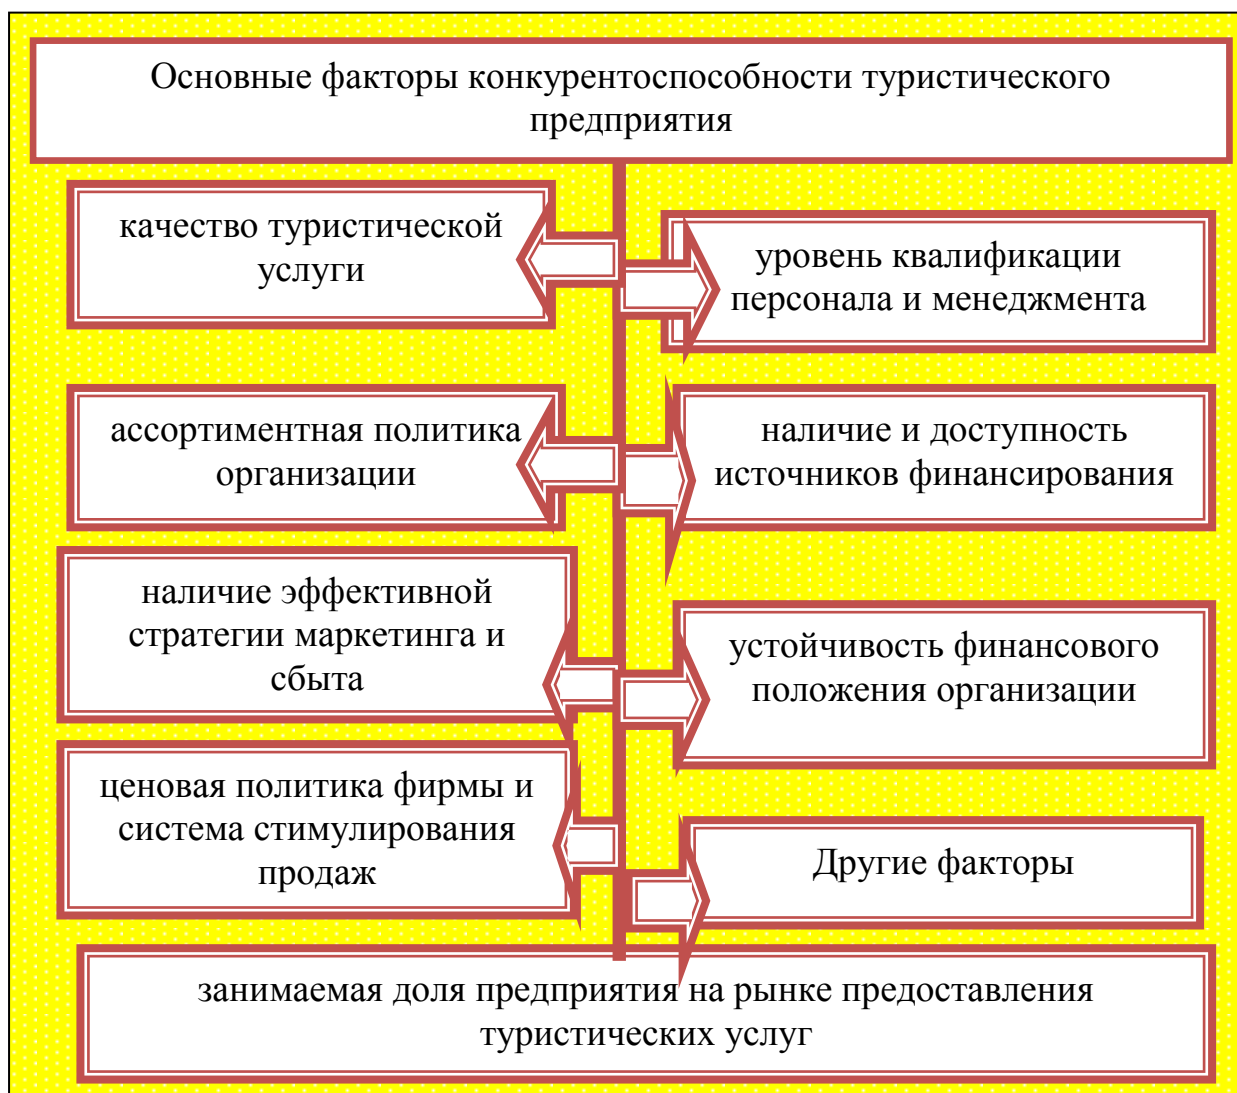 Основные факторы конкурентоспособности туристического
предприятия
качество туристической
услуги
уровень квалификации
персонала и менеджмента
ассортиментная политика
организации
наличие и доступность
источников финансирования
наличие эффективной
стратегии маркетинга и
сбыта
устойчивость финансового
положения организации
ценовая политика фирмы и
система стимулирования
продаж
Другие факторы
занимаемая доля предприятия на рынке предоставления
туристических услуг